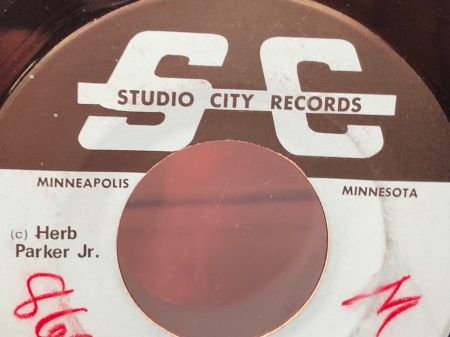 SC
STUDIO CITY RECORDS
MINNEAPOLIS
MINNESOTA
(c) Herb
Parker Jr.
M